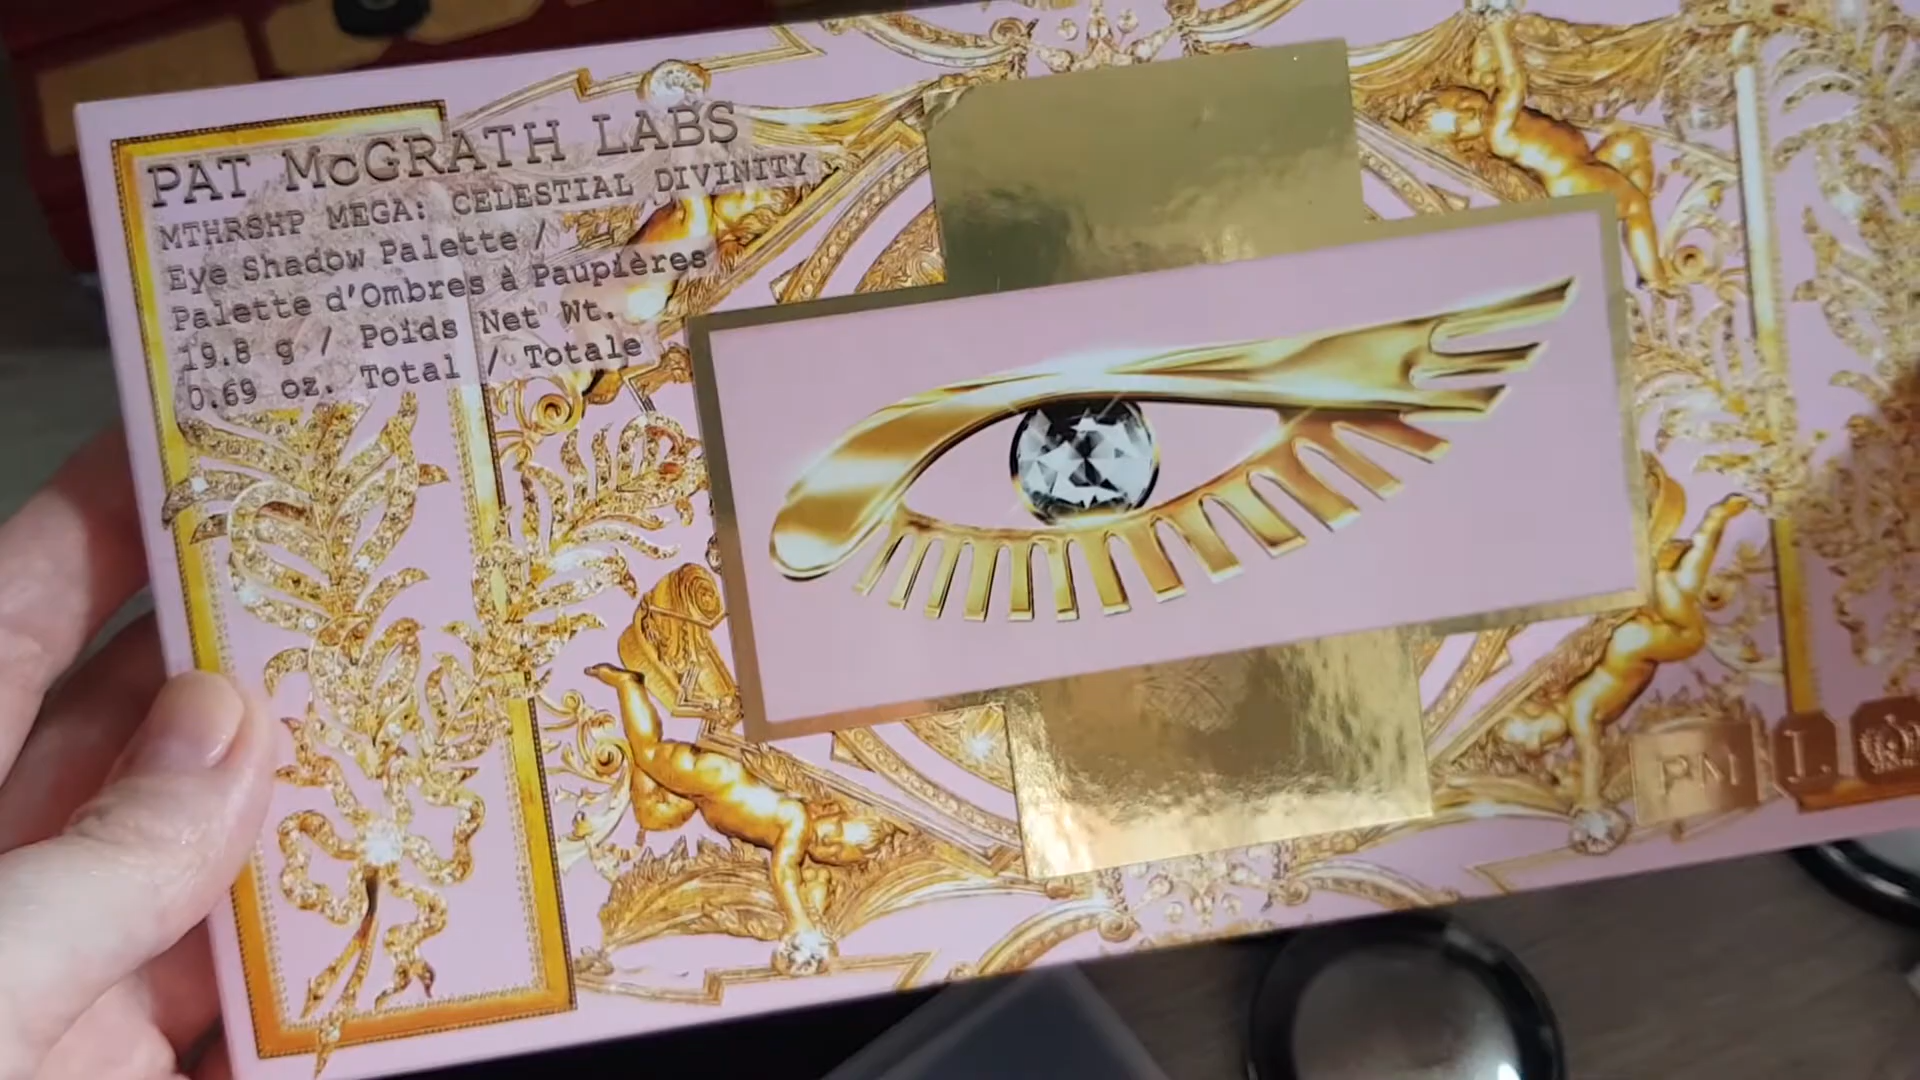 PAT McGRATH LABS
MTHRSHP MEGA: CELESTIAL DIVINITY
Eye Shadow Palette /
Palette d'Ombres à Paupières
19.8 g / Poids Net Wt.
0.69 oz. Total / Totale
PM L